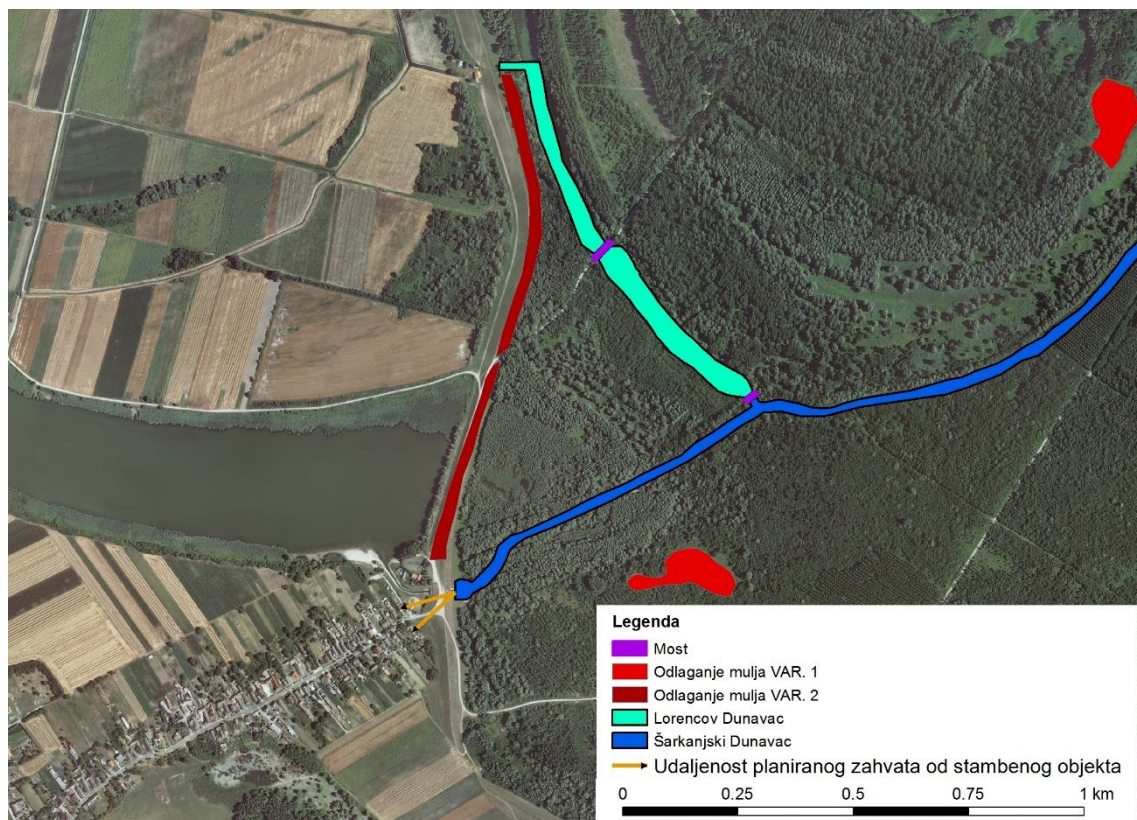 Legenda
Most
Odlaganje mulja VAR. 1
Odlaganje mulja VAR. 2
Lorencov Dunavac
Šarkanjski Dunavac
Udaljenost planiranog zahvata od stambenog objekta
0 0.25 0.5 0.75 1 km